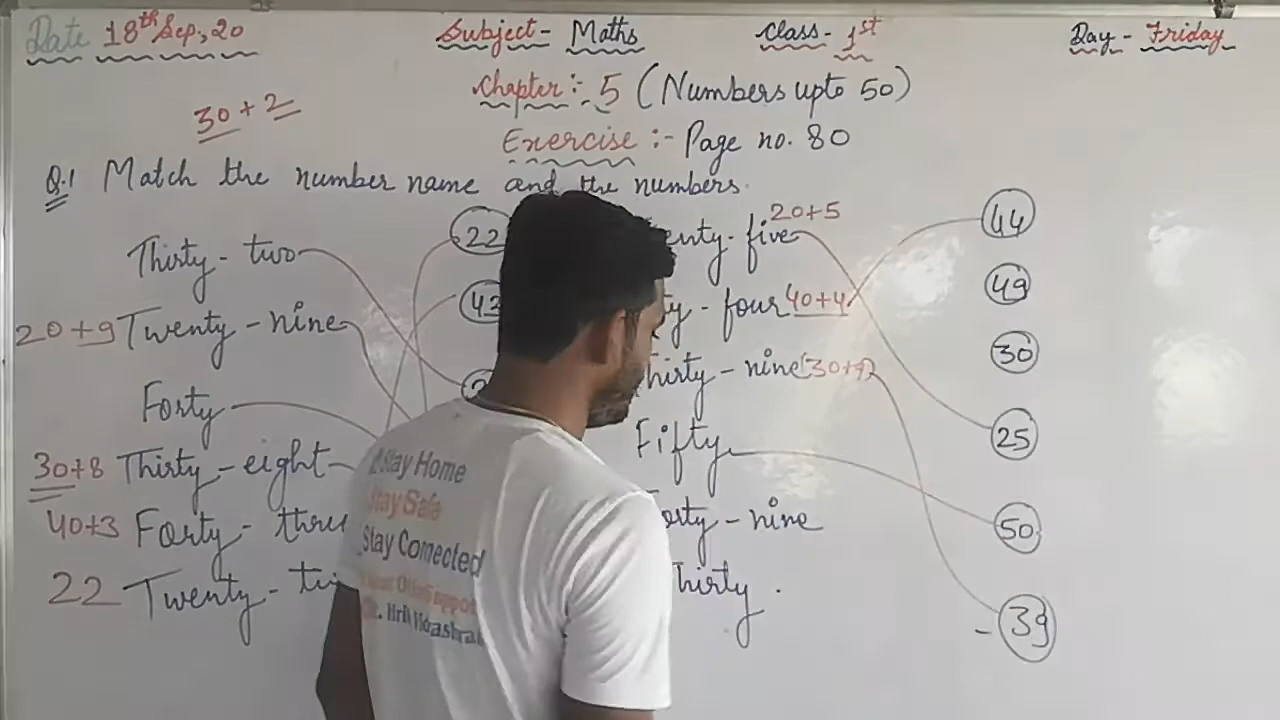 Date 18th Sep, 20 Subject - Maths Class - 1st Day - Friday
Chapter :- 5 (Numbers upto 50)
30 + 2
Exercise :- Page no. 80
Q.1 Match the number name and the numbers.
Thirty - two 22
20+9 Twenty - nine
Forty
30+8 Thirty - eight
40+3 Forty -
22 Twenty -
five 20+5 44
four 40+4 49
nine (30+9) 30
Fifty 25
nine 50
Thirty . 39
Stay Home
Stay Safe
Stay Connected